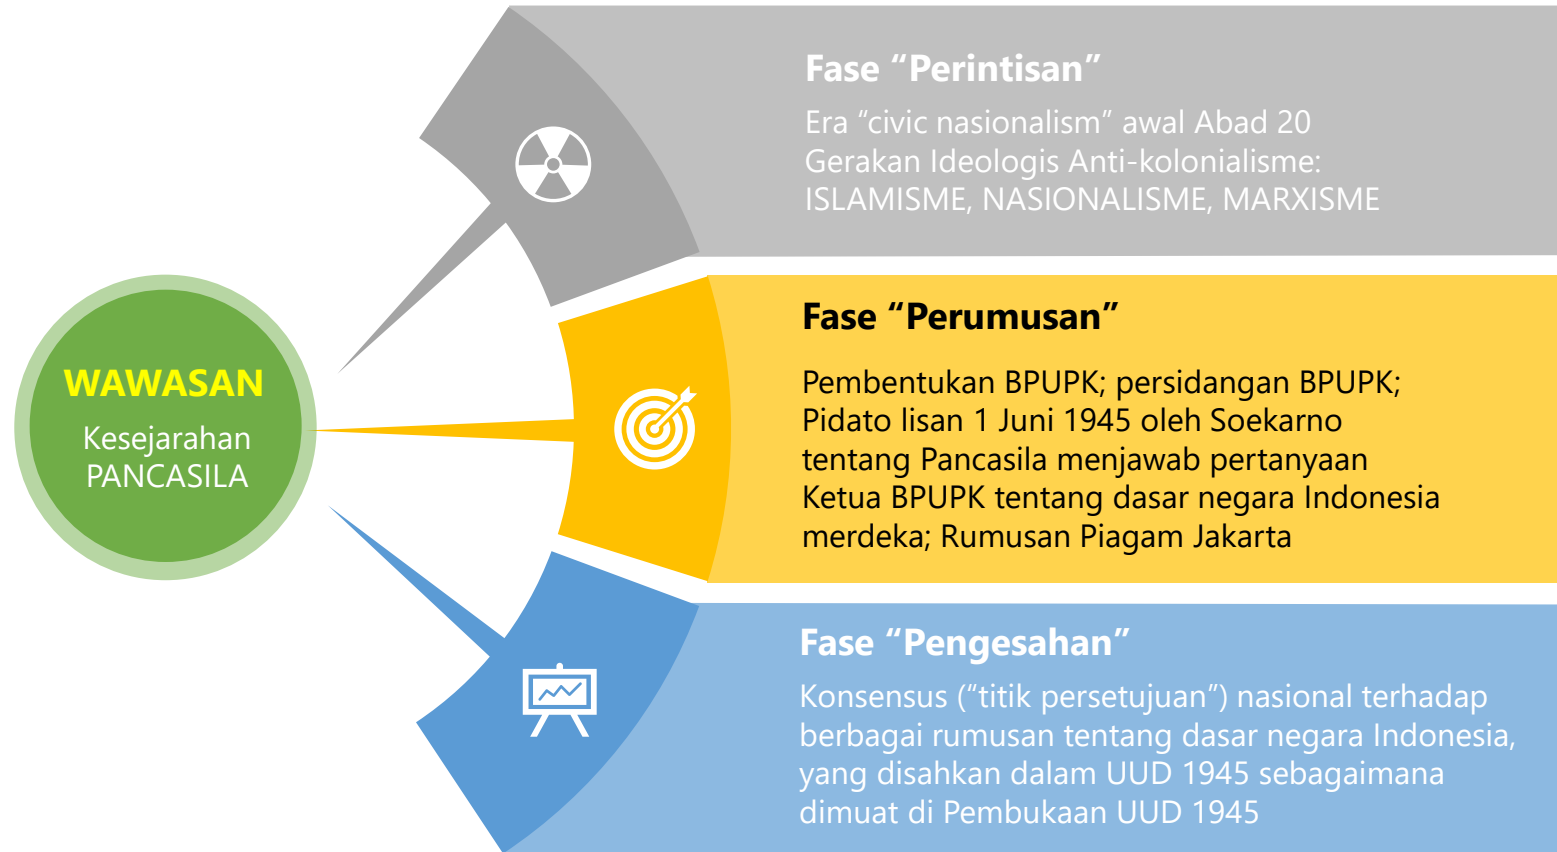 WAWASAN
Kesejarahan
PANCASILA
Fase “Perintisan”
Era “civic nasionalism” awal Abad 20
Gerakan Ideologis Anti-kolonialisme:
ISLAMISME, NASIONALISME, MARXISME
Fase “Perumusan”
Pembentukan BPUPK; persidangan BPUPK;
Pidato lisan 1 Juni 1945 oleh Soekarno
tentang Pancasila menjawab pertanyaan
Ketua BPUPK tentang dasar negara Indonesia
merdeka; Rumusan Piagam Jakarta
Fase “Pengesahan”
Konsensus (“titik persetujuan”) nasional terhadap
berbagai rumusan tentang dasar negara Indonesia,
yang disahkan dalam UUD 1945 sebagaimana
dimuat di Pembukaan UUD 1945